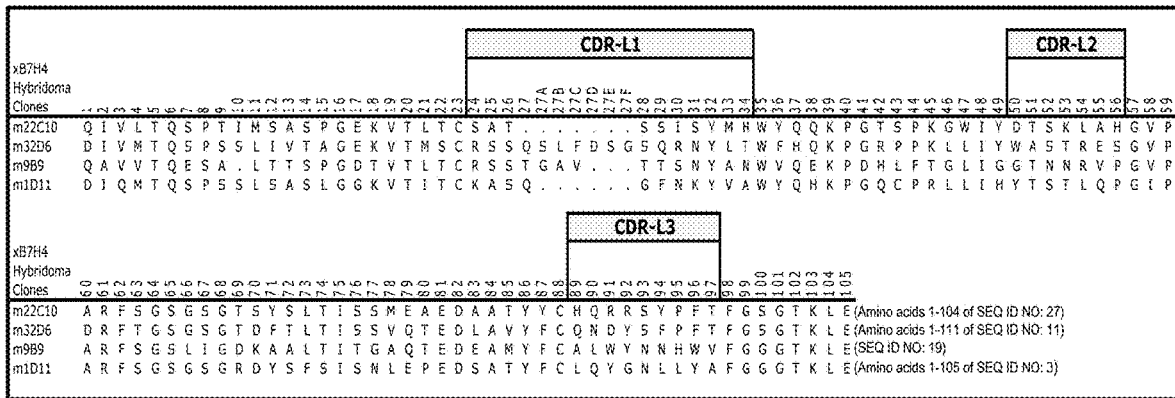 CDR-L1 CDR-L2
xB7H4
Hybridoma
Clones 1 2 3 4 5 6 7 8 9 10 11 12 13 14 15 16 17 18 19 20 21 22 23 24 25 26 27 27A 27B 27C 27D 27E 27F 28 29 30 31 32 33 34 35 36 37 38 39 40 41 42 43 44 45 46 47 48 49 50 51 52 53 54 55 56 57 58 59
m22C10 Q I V L T Q S P T I M S A S P G E K V T L T C S A T . . . . . . . S S I S Y M H W Y Q Q K P G T S P K G W I Y D T S K L A H G V P
m32D6 D I V M T Q S P S S L I V T A G E K V T M S C R S S Q S L F D S G S Q R N Y L T W F H Q K P G R P P K L L I Y W A S T R E S G V P
m9B9 Q A V V T Q E S A . L T T S P G D T V T L T C R S S T G A V . . . T T S N Y A N W V Q E K P D H L F T G L I G G T N N R V P G V P
m1D11 D I Q M T Q S P S S L S A S L G G K V T I T C K A S Q . . . . . . G F N K Y V A W Y Q H K P G Q C P R L L I H Y T S T L Q P G I P
CDR-L3
xB7H4
Hybridoma
Clones 60 61 62 63 64 65 66 67 68 69 70 71 72 73 74 75 76 77 78 79 80 81 82 83 84 85 86 87 88 89 90 91 92 93 94 95 96 97 98 99 100 101 102 103 104 105
m22C10 A R F S G S G S G T S Y S L T I S S M E A E D A A T Y Y C H Q R R S Y P F T F G S G T K L E (Amino acids 1-104 of SEQ ID NO: 27)
m32D6 D R F T G S G S G T D F T L T I S S V Q T E D L A V Y F C Q N D Y S F P F T F G S G T K L E (Amino acids 1-111 of SEQ ID NO: 11)
m9B9 A R F S G S L I G D K A A L T I T G A Q T E D E A M Y F C A L W Y N N H W V F G G G T K L E (SEQ ID NO: 19)
m1D11 A R F S G S G S G R D Y S F S I S N L E P E D S A T Y F C L Q Y G N L L Y A F G G G T K L E (Amino acids 1-105 of SEQ ID NO: 3)